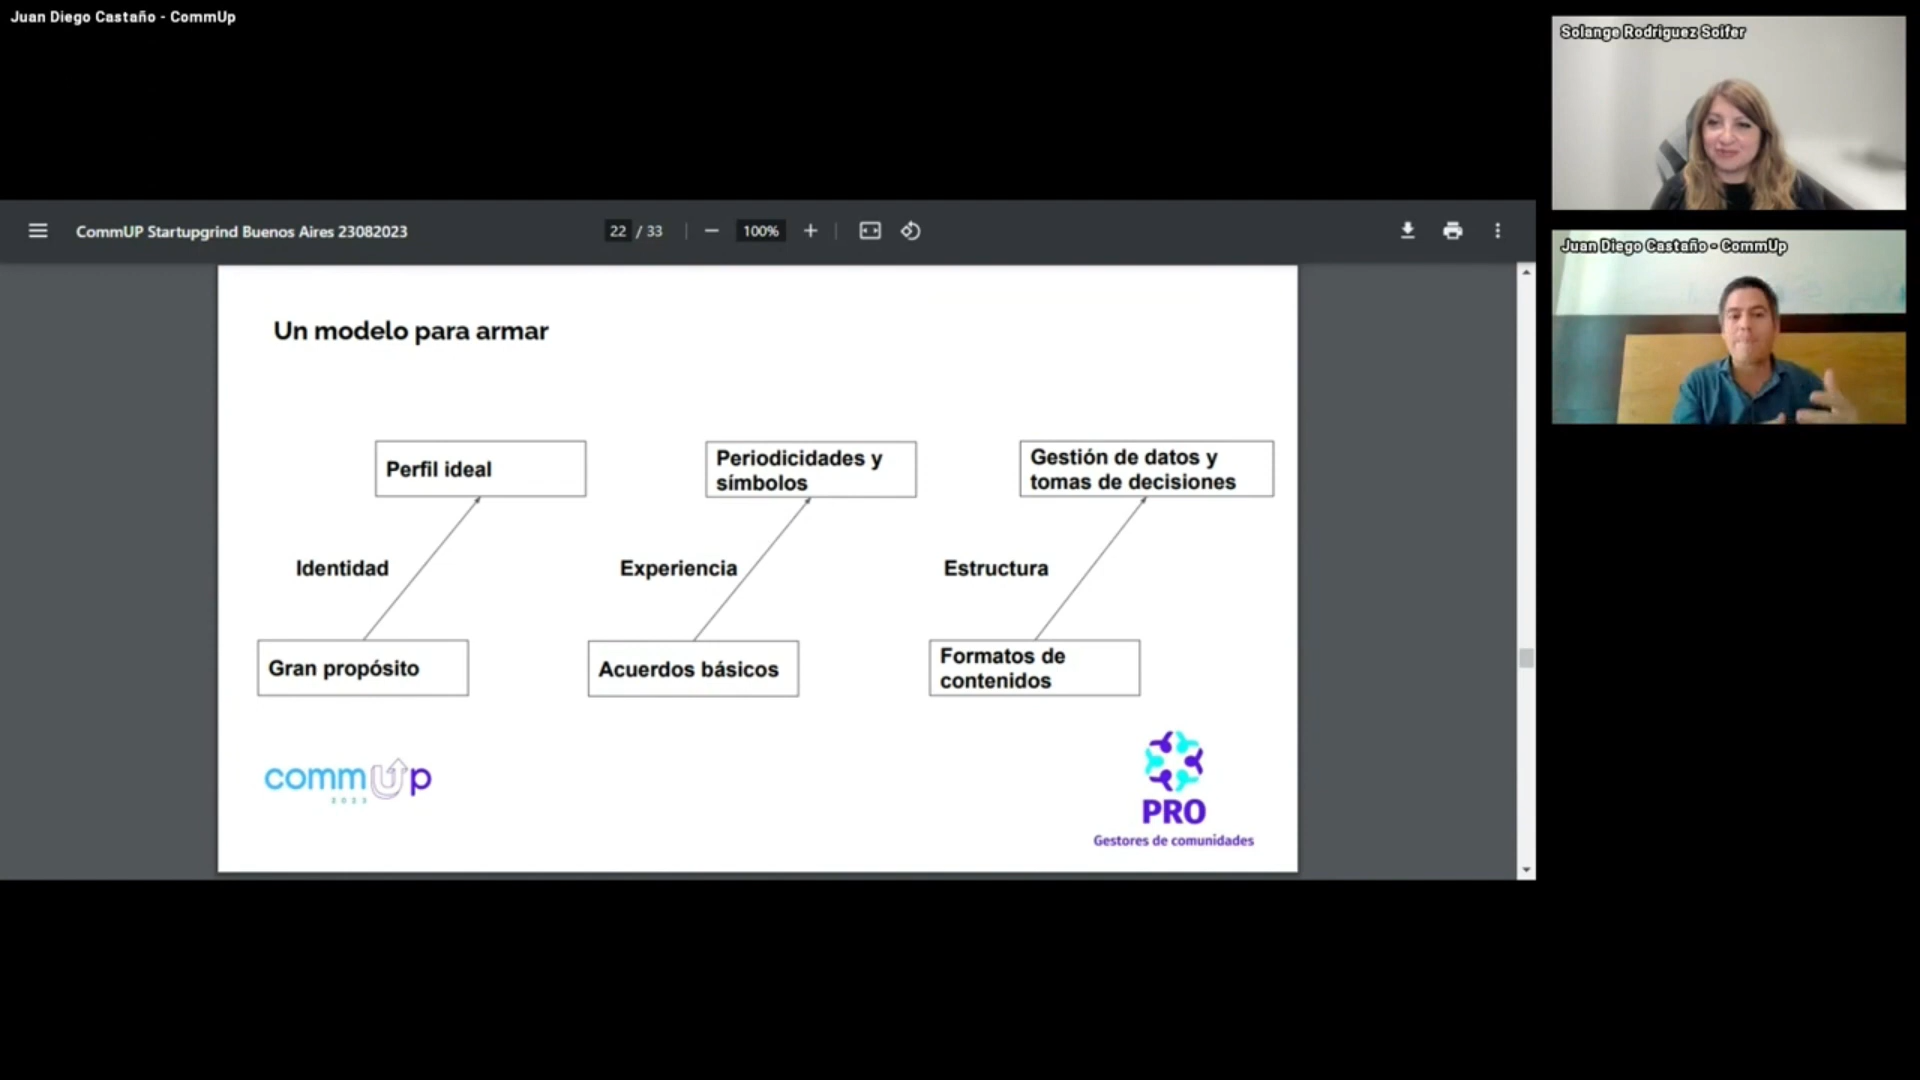 Juan Diego Castaño - CommUp
Solange Rodriguez Soifer
Juan Diego Castaño - CommUp
CommUP Startupgrind Buenos Aires 23082023
22 / 33
100%
Un modelo para armar
Perfil ideal
Periodicidades y
símbolos
Gestión de datos y
tomas de decisiones
Identidad
Experiencia
Estructura
Gran propósito
Acuerdos básicos
Formatos de
contenidos
commUp
2023
PRO
Gestores de comunidades